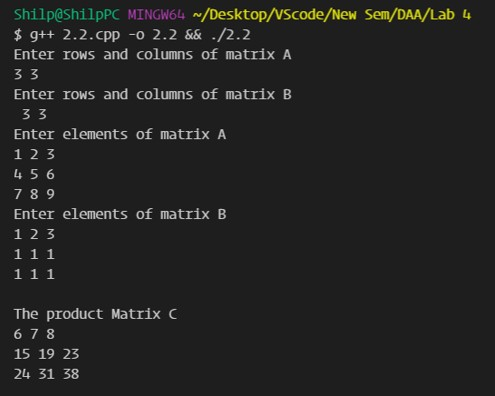 Shilp@ShilpPC MINGW64 ~/Desktop/VScode/New Sem/DAA/Lab 4
$ g++ 2.2.cpp -o 2.2 && ./2.2
Enter rows and columns of matrix A
3 3
Enter rows and columns of matrix B
 3 3
Enter elements of matrix A
1 2 3
4 5 6
7 8 9
Enter elements of matrix B
1 2 3
1 1 1
1 1 1

The product Matrix C
6 7 8
15 19 23
24 31 38